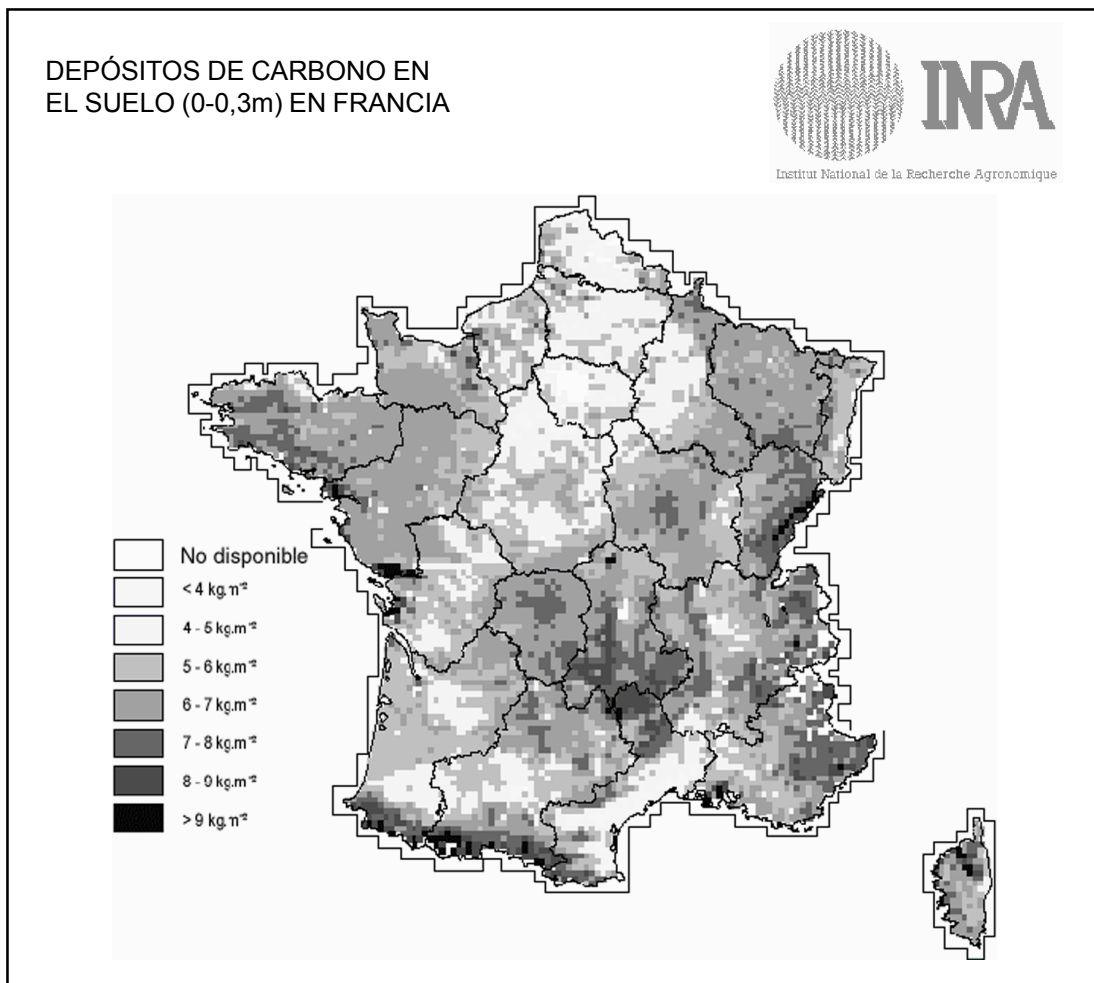 DEPÓSITOS DE CARBONO EN
EL SUELO (0-0,3m) EN FRANCIA
INRA
Institut National de la Recherche Agronomique
No disponible
< 4 kg.m⁻²
4 - 5 kg.m⁻²
5 - 6 kg.m⁻²
6 - 7 kg.m⁻²
7 - 8 kg.m⁻²
8 - 9 kg.m⁻²
> 9 kg.m⁻²